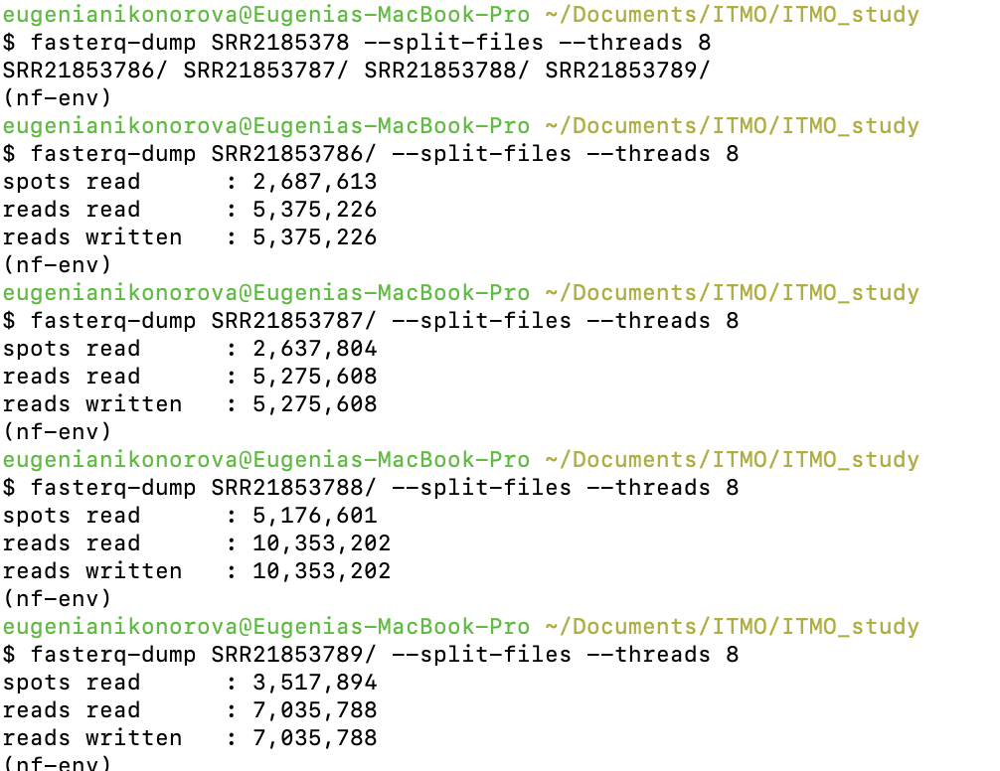 eugenianikonorova@Eugenias-MacBook-Pro ~/Documents/ITMO/ITMO_study
$ fasterq-dump SRR2185378 --split-files --threads 8
SRR21853786/ SRR21853787/ SRR21853788/ SRR21853789/
(nf-env)
eugenianikonorova@Eugenias-MacBook-Pro ~/Documents/ITMO/ITMO_study
$ fasterq-dump SRR21853786/ --split-files --threads 8
spots read      : 2,687,613
reads read      : 5,375,226
reads written   : 5,375,226
(nf-env)
eugenianikonorova@Eugenias-MacBook-Pro ~/Documents/ITMO/ITMO_study
$ fasterq-dump SRR21853787/ --split-files --threads 8
spots read      : 2,637,804
reads read      : 5,275,608
reads written   : 5,275,608
(nf-env)
eugenianikonorova@Eugenias-MacBook-Pro ~/Documents/ITMO/ITMO_study
$ fasterq-dump SRR21853788/ --split-files --threads 8
spots read      : 5,176,601
reads read      : 10,353,202
reads written   : 10,353,202
(nf-env)
eugenianikonorova@Eugenias-MacBook-Pro ~/Documents/ITMO/ITMO_study
$ fasterq-dump SRR21853789/ --split-files --threads 8
spots read      : 3,517,894
reads read      : 7,035,788
reads written   : 7,035,788
(nf-env)